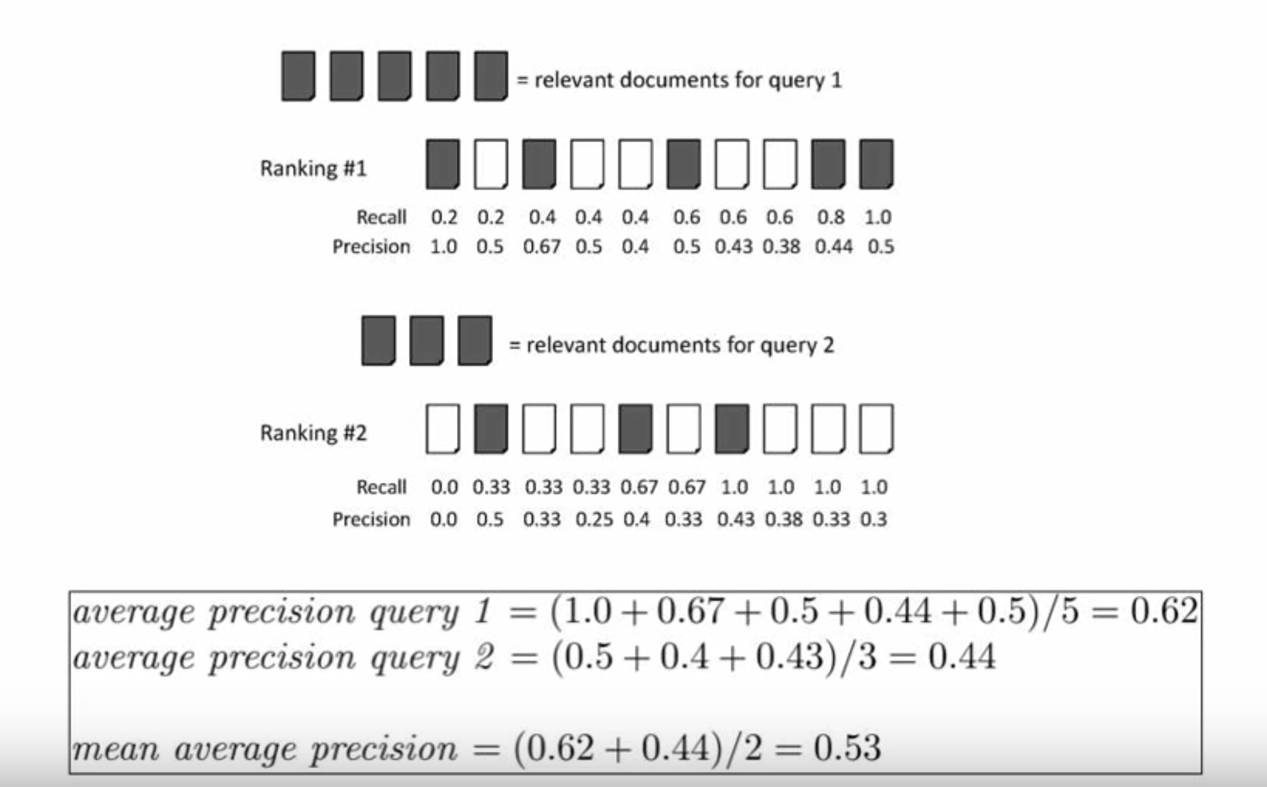 = relevant documents for query 1
Ranking #1
Recall 0.2 0.2 0.4 0.4 0.4 0.6 0.6 0.6 0.8 1.0
Precision 1.0 0.5 0.67 0.5 0.4 0.5 0.43 0.38 0.44 0.5
= relevant documents for query 2
Ranking #2
Recall 0.0 0.33 0.33 0.33 0.67 0.67 1.0 1.0 1.0 1.0
Precision 0.0 0.5 0.33 0.25 0.4 0.33 0.43 0.38 0.33 0.3
average precision query 1 = (1.0 + 0.67 + 0.5 + 0.44 + 0.5)/5 = 0.62
average precision query 2 = (0.5 + 0.4 + 0.43)/3 = 0.44
mean average precision = (0.62 + 0.44)/2 = 0.53